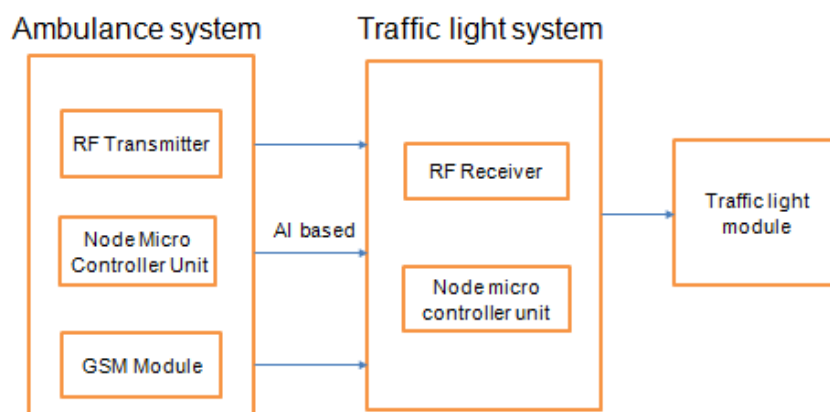 Ambulance system
Traffic light system
RF Transmitter
Node Micro
Controller Unit
GSM Module
AI based
RF Receiver
Node micro
controller unit
Traffic light
module